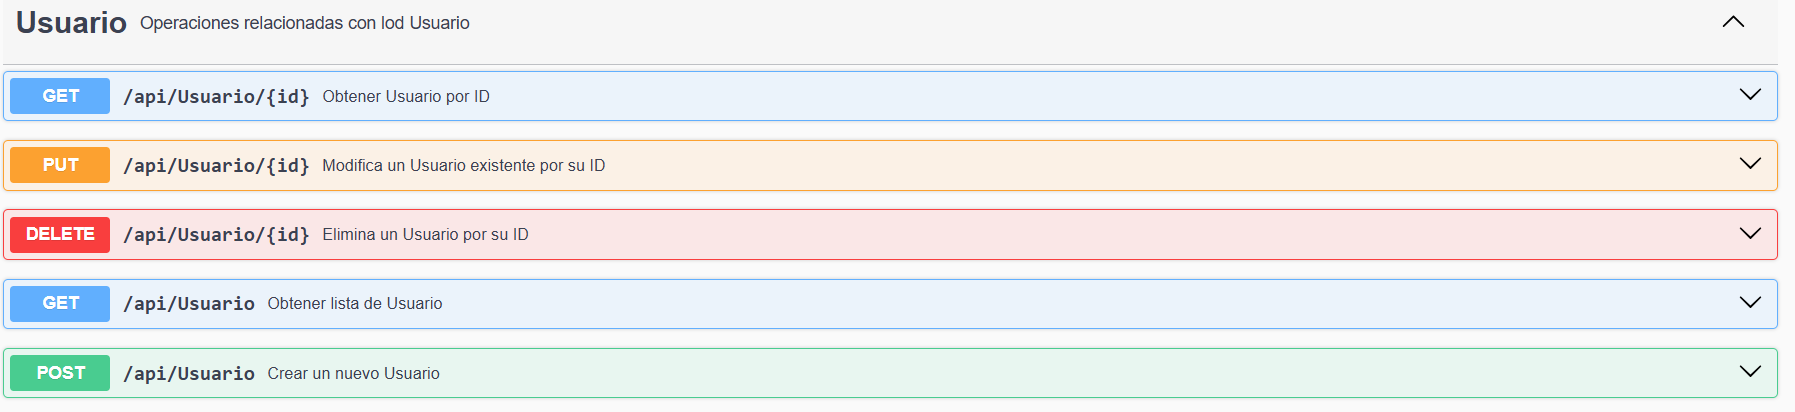 Usuario Operaciones relacionadas con lod Usuario
GET /api/Usuario/{id} Obtener Usuario por ID
PUT /api/Usuario/{id} Modifica un Usuario existente por su ID
DELETE /api/Usuario/{id} Elimina un Usuario por su ID
GET /api/Usuario Obtener lista de Usuario
POST /api/Usuario Crear un nuevo Usuario